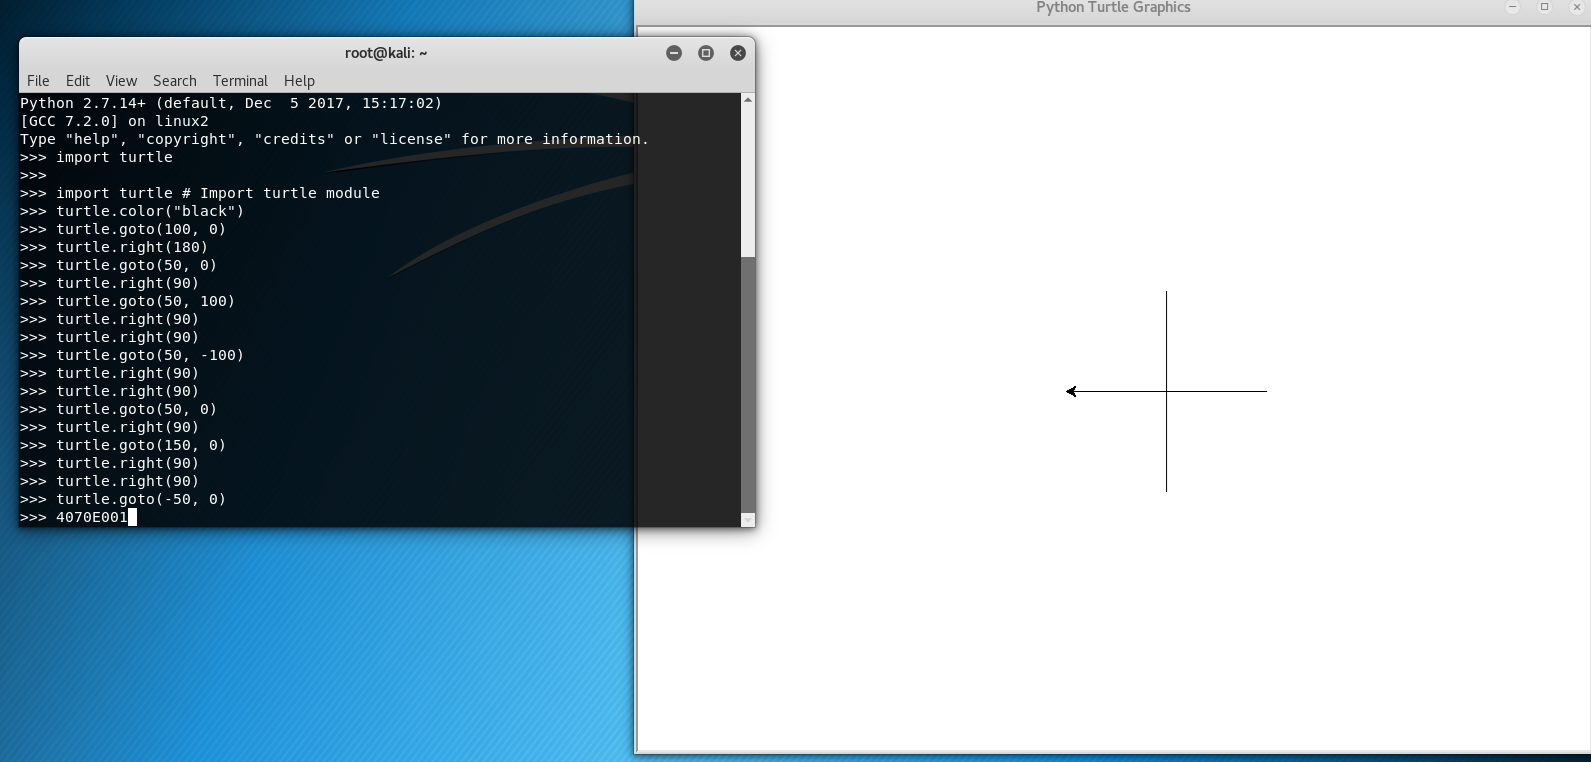 Python Turtle Graphics
root@kali: ~
File Edit View Search Terminal Help
Python 2.7.14+ (default, Dec  5 2017, 15:17:02)
[GCC 7.2.0] on linux2
Type "help", "copyright", "credits" or "license" for more information.
>>> import turtle
>>>
>>> import turtle # Import turtle module
>>> turtle.color("black")
>>> turtle.goto(100, 0)
>>> turtle.right(180)
>>> turtle.goto(50, 0)
>>> turtle.right(90)
>>> turtle.goto(50, 100)
>>> turtle.right(90)
>>> turtle.right(90)
>>> turtle.goto(50, -100)
>>> turtle.right(90)
>>> turtle.right(90)
>>> turtle.goto(50, 0)
>>> turtle.right(90)
>>> turtle.goto(150, 0)
>>> turtle.right(90)
>>> turtle.right(90)
>>> turtle.goto(-50, 0)
>>> 4070E001